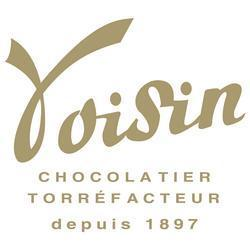 Voisin
CHOCOLATIER
TORRÉFACTEUR
depuis 1897